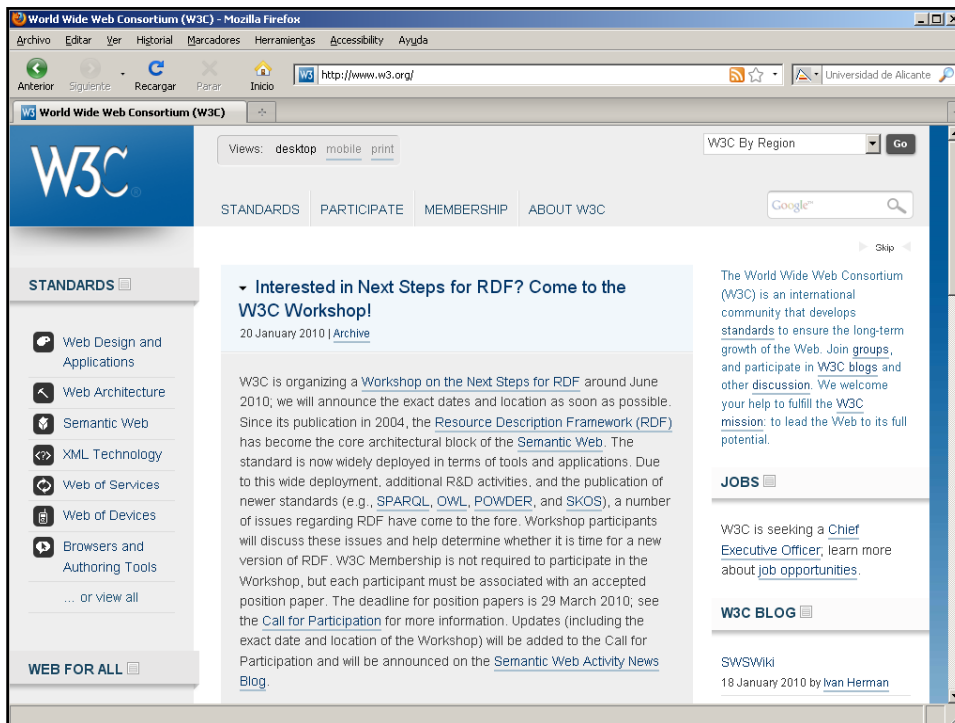 World Wide Web Consortium (W3C) - Mozilla Firefox
Archivo Editar Ver Historial Marcadores Herramientas Accessibility Ayuda
Anterior Siguiente Recargar Parar Inicio
W3 http://www.w3.org/
Universidad de Alicante
W3 World Wide Web Consortium (W3C)
W3C
Views: desktop mobile print
W3C By Region Go
STANDARDS PARTICIPATE MEMBERSHIP ABOUT W3C
Google™
Skip
STANDARDS
Web Design and
Applications
Web Architecture
Semantic Web
XML Technology
Web of Services
Web of Devices
Browsers and
Authoring Tools
... or view all
WEB FOR ALL
Interested in Next Steps for RDF? Come to the
W3C Workshop!
20 January 2010 | Archive
W3C is organizing a Workshop on the Next Steps for RDF around June
2010; we will announce the exact dates and location as soon as possible.
Since its publication in 2004, the Resource Description Framework (RDF)
has become the core architectural block of the Semantic Web. The
standard is now widely deployed in terms of tools and applications. Due
to this wide deployment, additional R&D activities, and the publication of
newer standards (e.g., SPARQL, OWL, POWDER, and SKOS), a number
of issues regarding RDF have come to the fore. Workshop participants
will discuss these issues and help determine whether it is time for a new
version of RDF. W3C Membership is not required to participate in the
Workshop, but each participant must be associated with an accepted
position paper. The deadline for position papers is 29 March 2010; see
the Call for Participation for more information. Updates (including the
exact date and location of the Workshop) will be added to the Call for
Participation and will be announced on the Semantic Web Activity News
Blog.
The World Wide Web Consortium
(W3C) is an international
community that develops
standards to ensure the long-term
growth of the Web. Join groups,
and participate in W3C blogs and
other discussion. We welcome
your help to fulfill the W3C
mission: to lead the Web to its full
potential.
JOBS
W3C is seeking a Chief
Executive Officer; learn more
about job opportunities.
W3C BLOG
SWSWiki
18 January 2010 by Ivan Herman